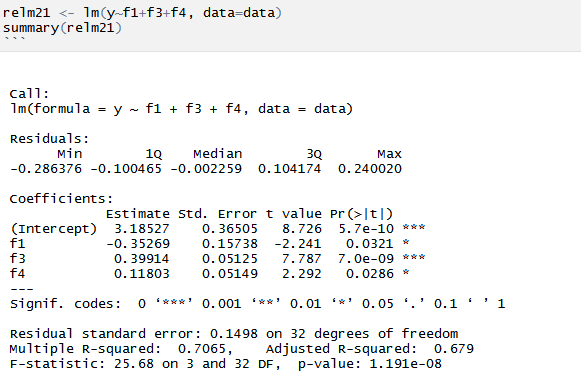 relm21 <- lm(y~f1+f3+f4, data=data)
summary(relm21)
```
Call:
lm(formula = y ~ f1 + f3 + f4, data = data)
Residuals:
Min 1Q Median 3Q Max
-0.286376 -0.100465 -0.002259 0.104174 0.240020
Coefficients:
Estimate Std. Error t value Pr(>|t|)
(Intercept) 3.18527 0.36505 8.726 5.7e-10 ***
f1 -0.35269 0.15738 -2.241 0.0321 *
f3 0.39914 0.05125 7.787 7.0e-09 ***
f4 0.11803 0.05149 2.292 0.0286 *
---
Signif. codes: 0 ‘***’ 0.001 ‘**’ 0.01 ‘*’ 0.05 ‘.’ 0.1 ‘ ’ 1
Residual standard error: 0.1498 on 32 degrees of freedom
Multiple R-squared: 0.7065, Adjusted R-squared: 0.679
F-statistic: 25.68 on 3 and 32 DF, p-value: 1.191e-08